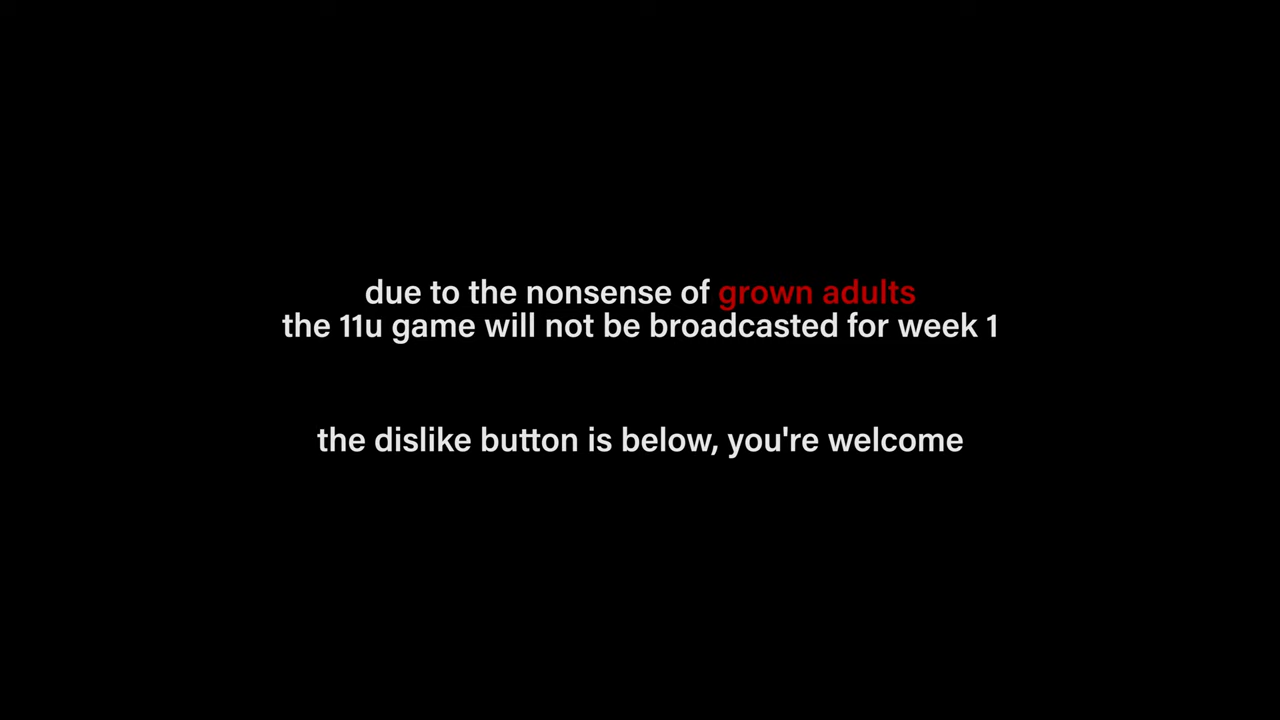 due to the nonsense of grown adults
the 11u game will not be broadcasted for week 1
the dislike button is below, you're welcome